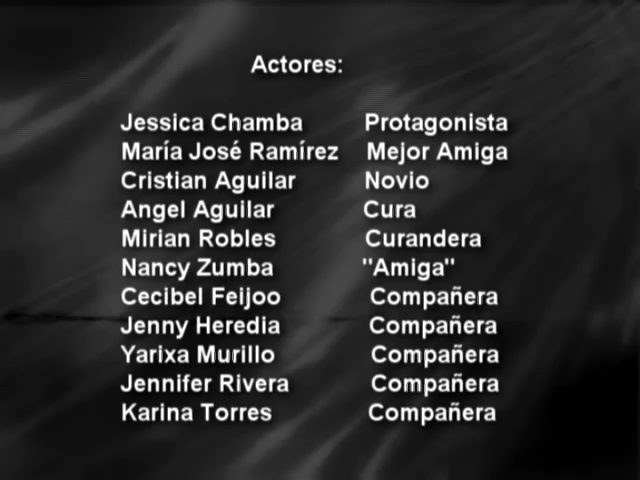 Actores:
Jessica Chamba Protagonista
María José Ramírez Mejor Amiga
Cristian Aguilar Novio
Angel Aguilar Cura
Mirian Robles Curandera
Nancy Zumba "Amiga"
Cecibel Feijoo Compañera
Jenny Heredia Compañera
Yarixa Murillo Compañera
Jennifer Rivera Compañera
Karina Torres Compañera